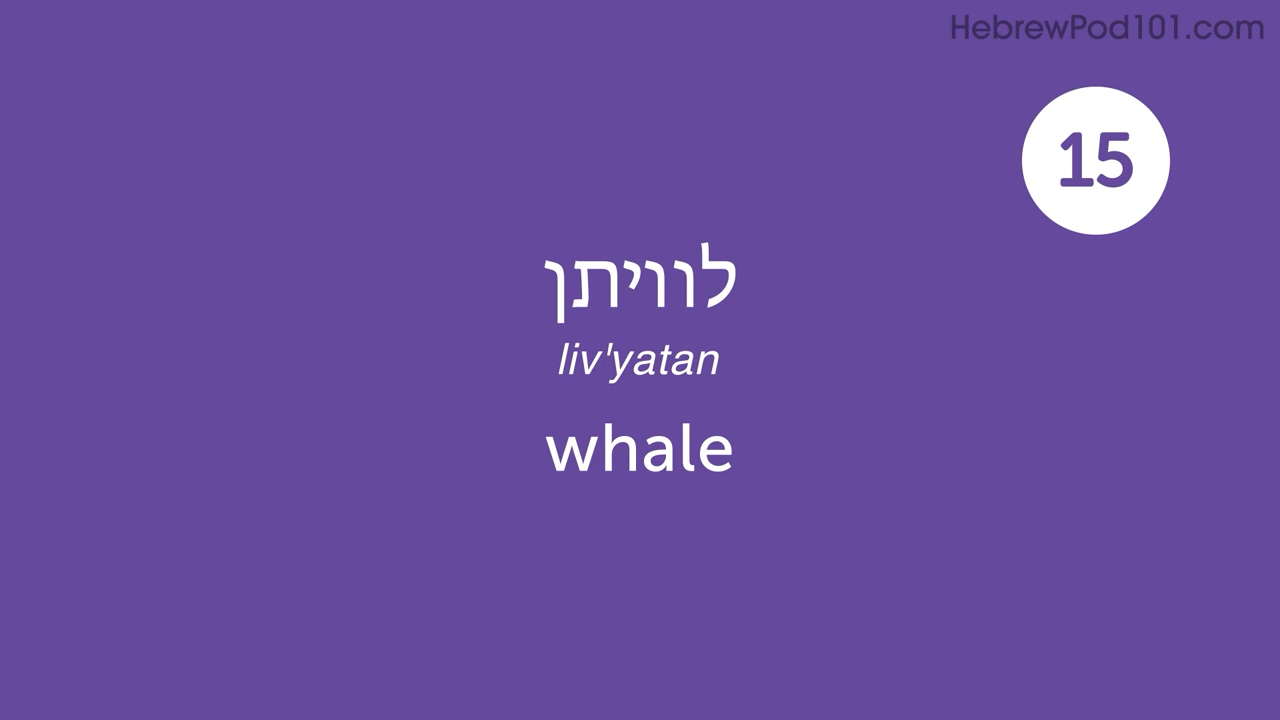 HebrewPod101.com
15
לוויתן
liv'yatan
whale